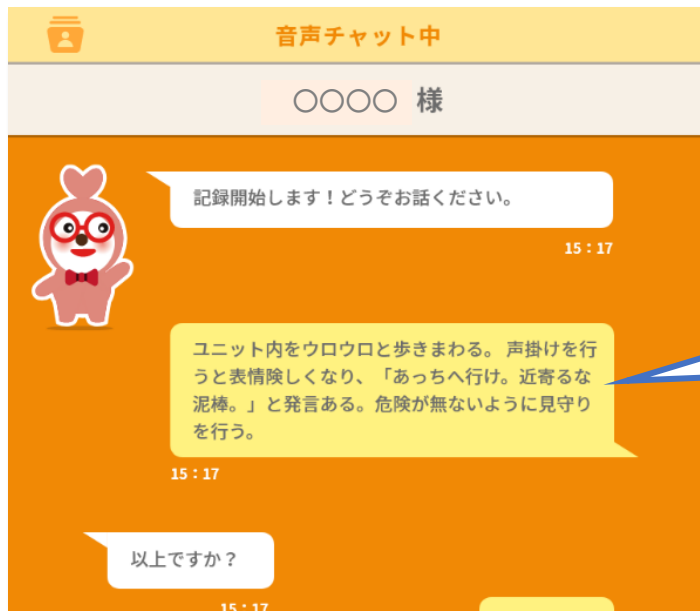 音声チャット中
〇〇〇〇 様
記録開始します！どうぞお話ください。
15：17
ユニット内をウロウロと歩きまわる。 声掛けを行
うと表情険しくなり、「あっちへ行け。近寄るな
泥棒。」と発言ある。危険が無ないように見守り
を行う。
15：17
以上ですか？
15：17